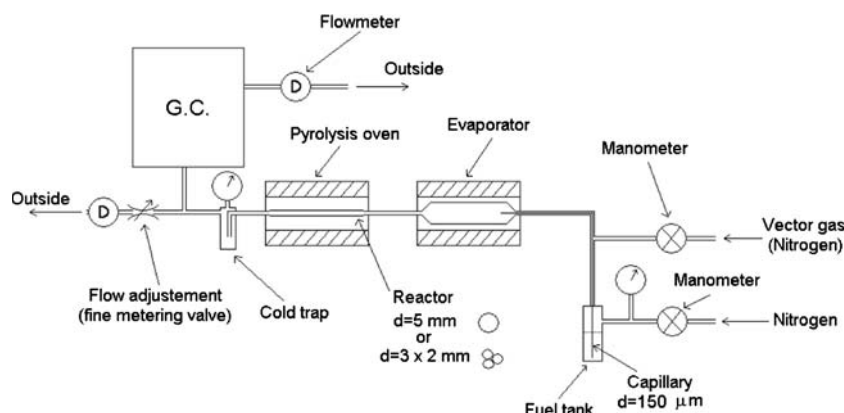 Flowmeter
D
Outside
G.C.
Pyrolysis oven
Evaporator
Manometer
Outside
D
Vector gas
(Nitrogen)
Flow adjustement
(fine metering valve)
Cold trap
Reactor
d=5 mm
or
d=3 x 2 mm
Manometer
Nitrogen
Fuel tank
Capillary
d=150 µm